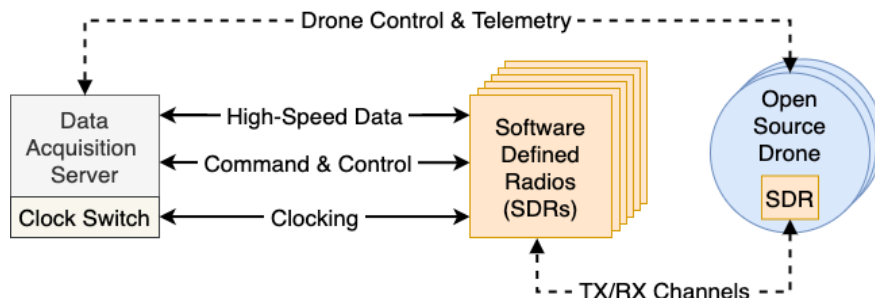 Drone Control & Telemetry
Data
Acquisition
Server
Clock Switch
High-Speed Data
Command & Control
Clocking
Software
Defined
Radios
(SDRs)
Open
Source
Drone
SDR
TX/RX Channels